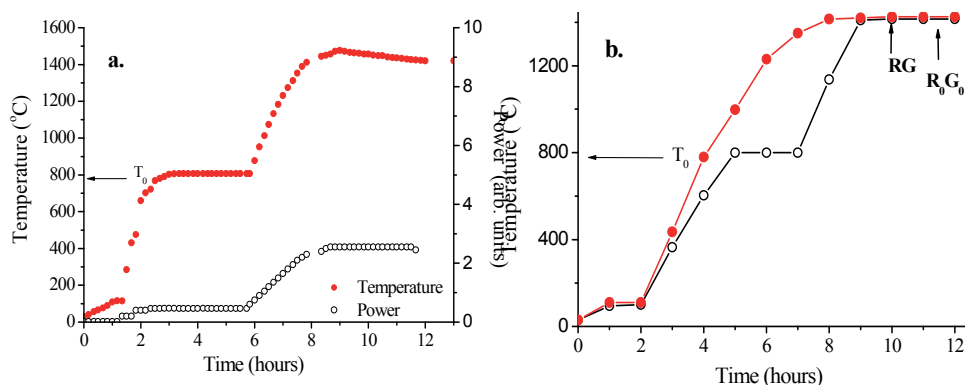 a.
Temperature (°C)
1600
1400
1200
1000
800
600
400
200
0
T0
Temperature
Power
0 2 4 6 8 10 12
Time (hours)
10
8
6
4
2
0
Power (arb. units)
b.
Temperature (°C)
1200
800
400
0
T0
RG
R0G0
0 2 4 6 8 10 12
Time (hours)